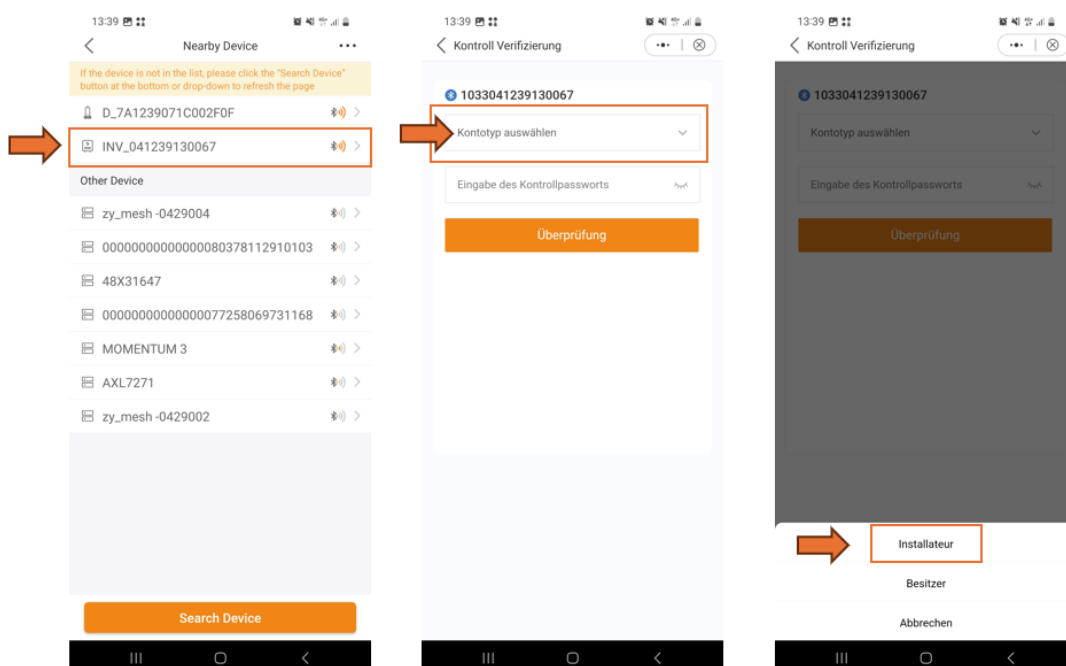 13:39
Nearby Device
If the device is not in the list, please click the "Search Device"
button at the bottom or drop-down to refresh the page
D_7A1239071C002F0F
INV_041239130067
Other Device
zy_mesh -0429004
00000000000000080378112910103
48X31647
00000000000000077258069731168
MOMENTUM 3
AXL7271
zy_mesh -0429002
Search Device
13:39
Kontroll Verifizierung
1033041239130067
Kontotyp auswählen
Eingabe des Kontrollpassworts
Überprüfung
13:39
Kontroll Verifizierung
1033041239130067
Kontotyp auswählen
Eingabe des Kontrollpassworts
Überprüfung
Installateur
Besitzer
Abbrechen